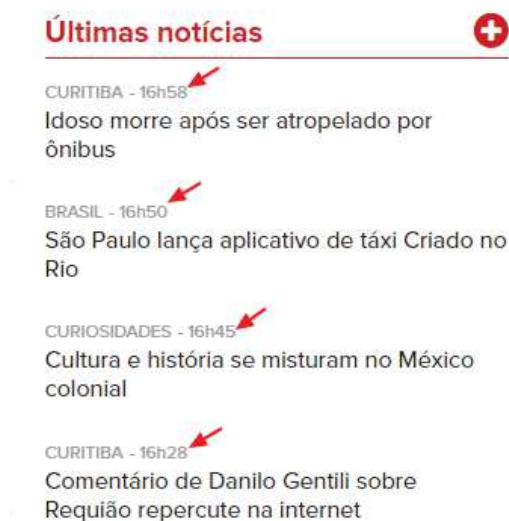 Últimas notícias
CURITIBA - 16h58
Idoso morre após ser atropelado por
ônibus
BRASIL - 16h50
São Paulo lança aplicativo de táxi Criado no
Rio
CURIOSIDADES - 16h45
Cultura e história se misturam no México
colonial
CURITIBA - 16h28
Comentário de Danilo Gentili sobre
Requião repercute na internet